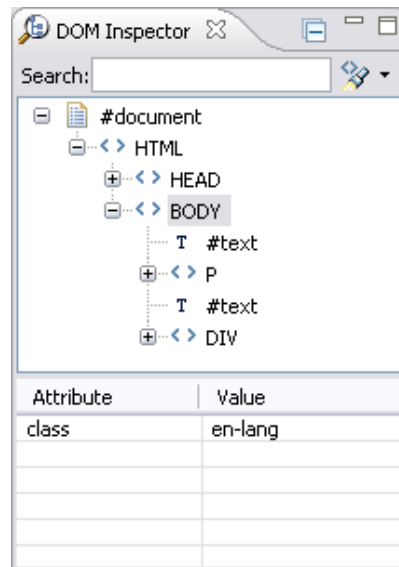 DOM Inspector
Search:
#document
HTML
HEAD
BODY
T #text
P
T #text
DIV
Attribute Value
class en-lang